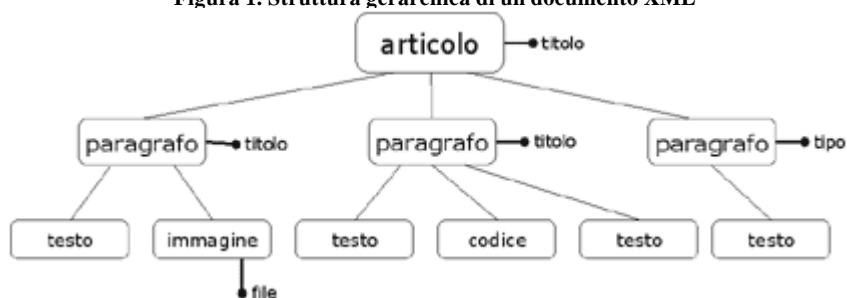 Figura 1. Struttura gerarchica di un documento XML
articolo titolo
paragrafo titolo paragrafo titolo paragrafo tipo
testo immagine testo codice testo testo
file